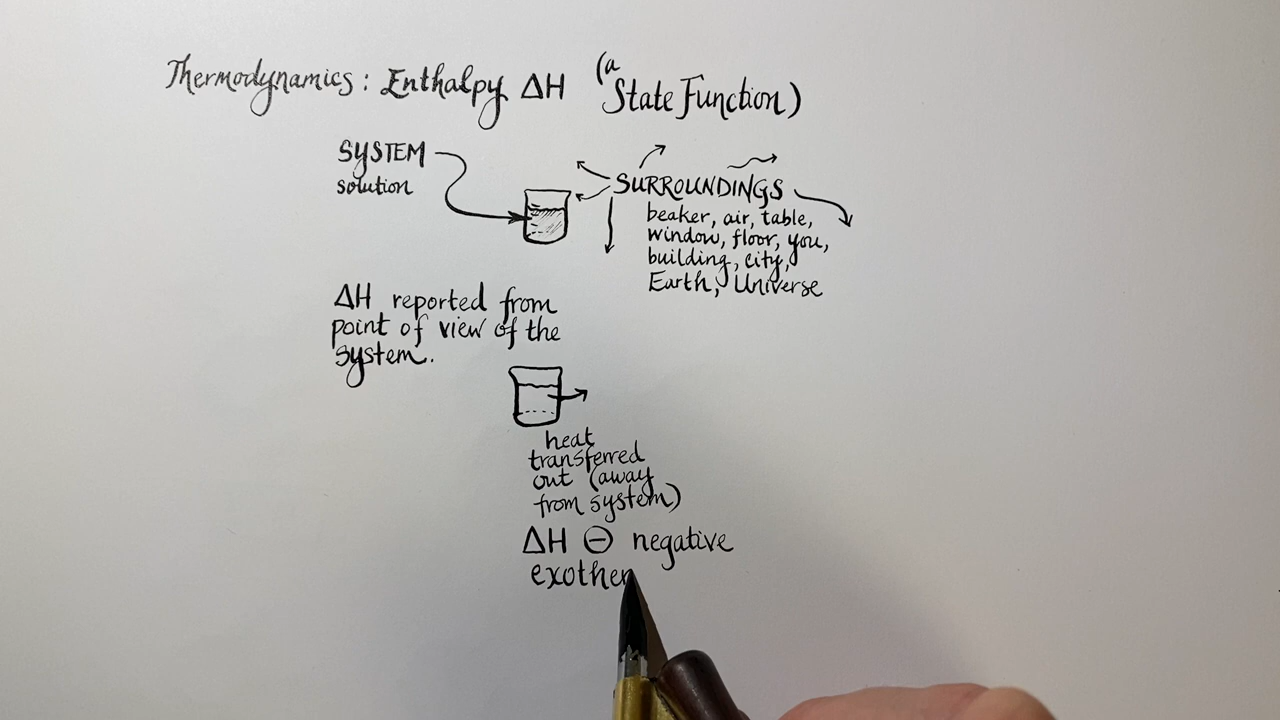 Thermodynamics: Enthalpy ΔH (a State Function)
SYSTEM
solution
SURROUNDINGS
beaker, air, table,
window, floor, you,
building, city,
Earth, Universe
ΔH reported from
point of view of the
system.
heat
transferred
out (away
from system)
ΔH ⊖ negative
exother